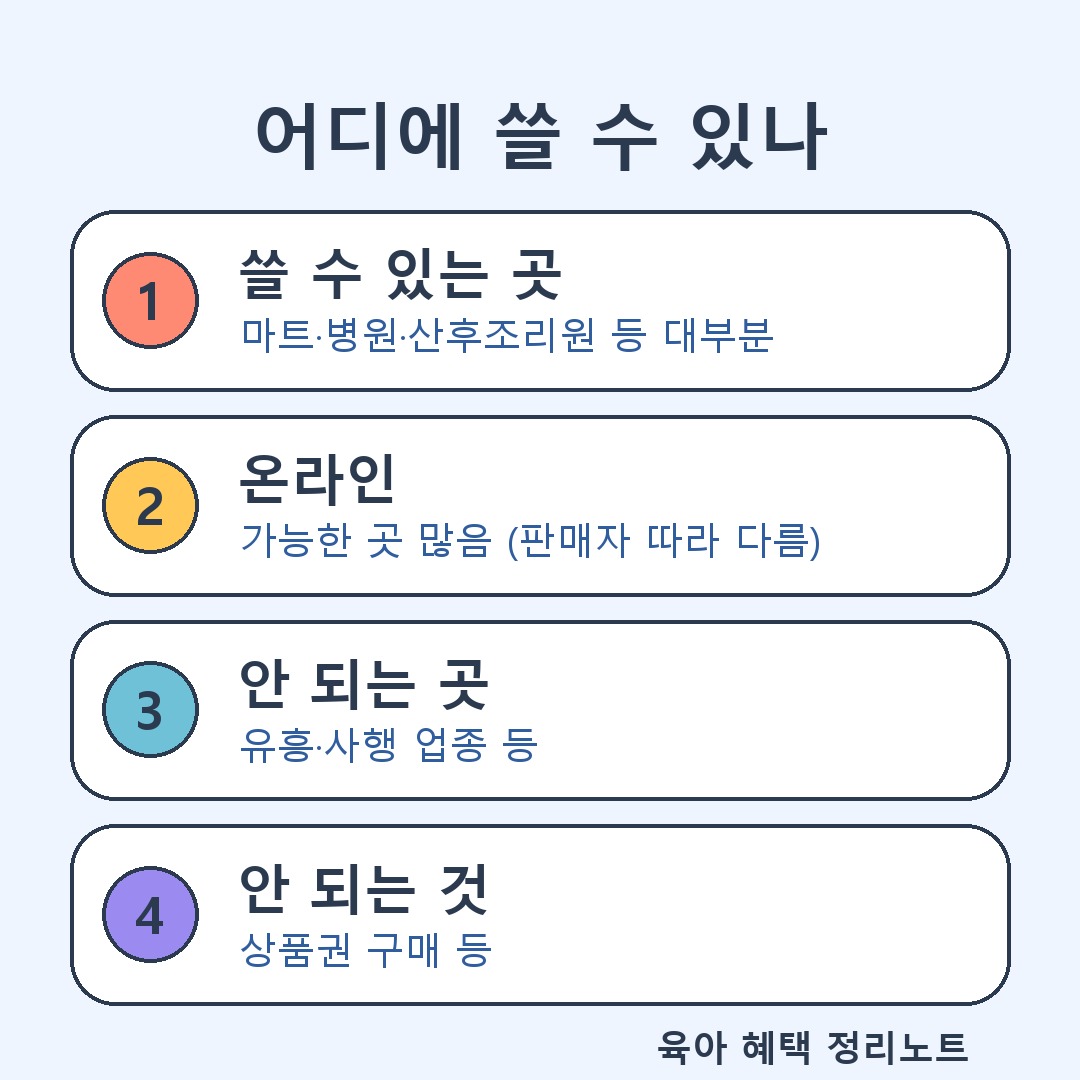 어디에 쓸 수 있나
1
쓸 수 있는 곳
마트·병원·산후조리원 등 대부분
2
온라인
가능한 곳 많음 (판매자 따라 다름)
3
안 되는 곳
유흥·사행 업종 등
4
안 되는 것
상품권 구매 등
육아 혜택 정리노트